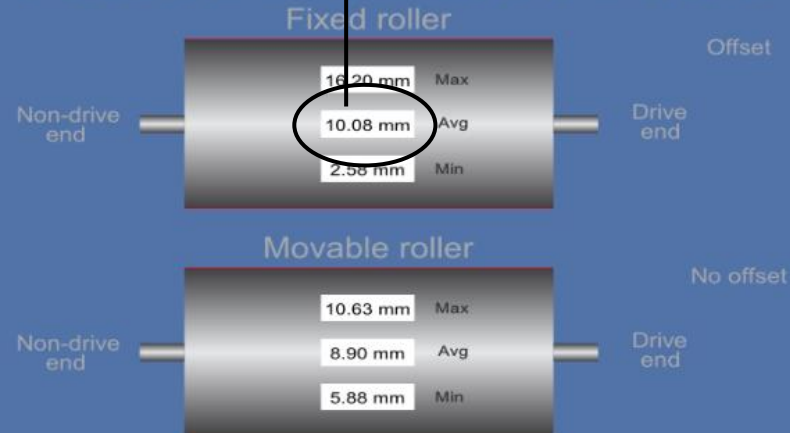 Fixed roller
Offset
16.20 mm Max
Non-drive end
10.08 mm Avg
Drive end
2.58 mm Min
Movable roller
No offset
10.63 mm Max
Non-drive end
8.90 mm Avg
Drive end
5.88 mm Min